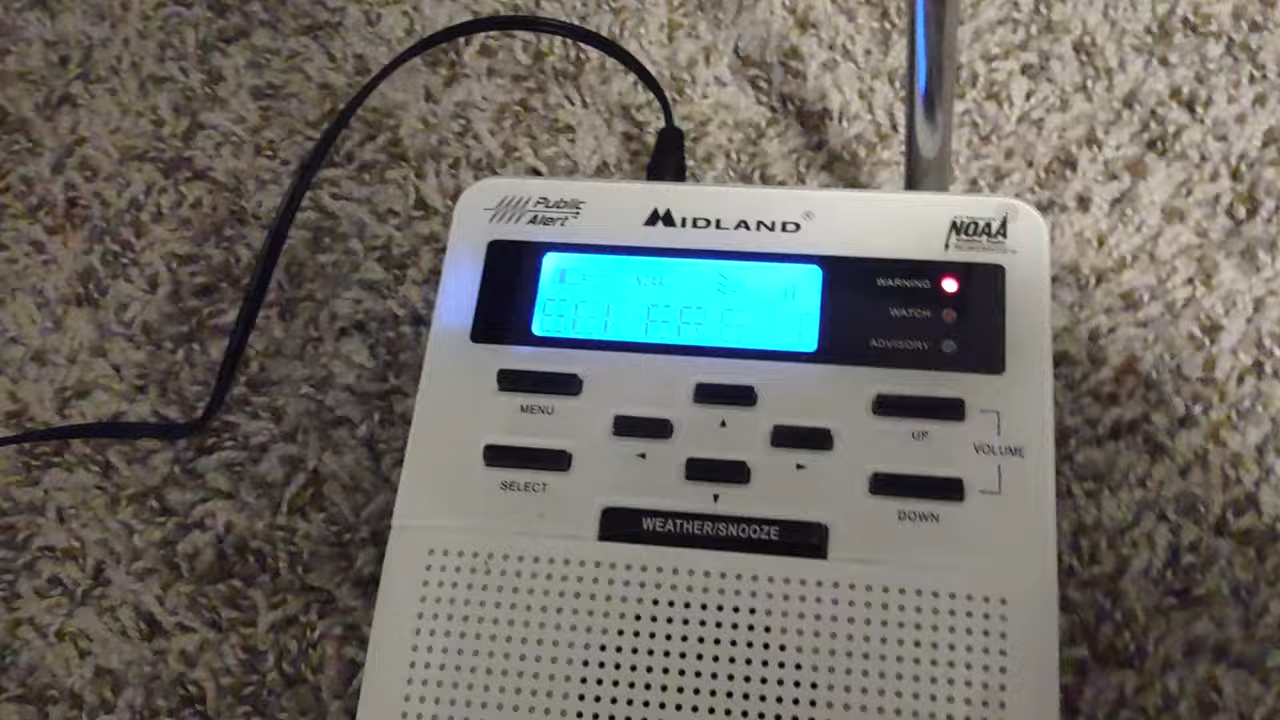 Public
Alert
MIDLAND®
NOAA
WARNING
WATCH
ADVISORY
MENU
UP
VOLUME
SELECT
DOWN
WEATHER/SNOOZE